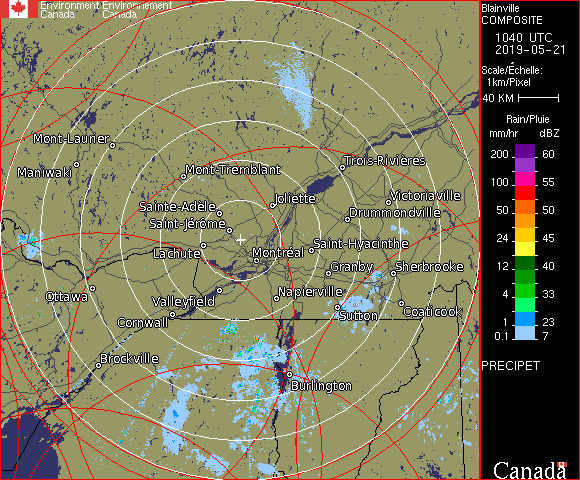 Environment Environnement
Canada Canada
Blainville
COMPOSITE
1040 UTC
2019-05-21
Scale/Échelle:
1km/Pixel
40 KM
Rain/Pluie
mm/hr dBZ
200 60
100 55
50 50
24 45
12 40
4 33
1 23
0.1 7
PRECIPET
Canada
Mont-Laurier
Maniwaki
Mont-Tremblant
Trois-Rivières
Sainte-Adèle
Joliette
Victoriaville
Saint-Jérôme
Drummondville
Lachute
Montréal
Saint-Hyacinthe
Granby
Sherbrooke
Ottawa
Valleyfield
Napierville
Cornwall
Sutton
Coaticook
Brockville
Burlington